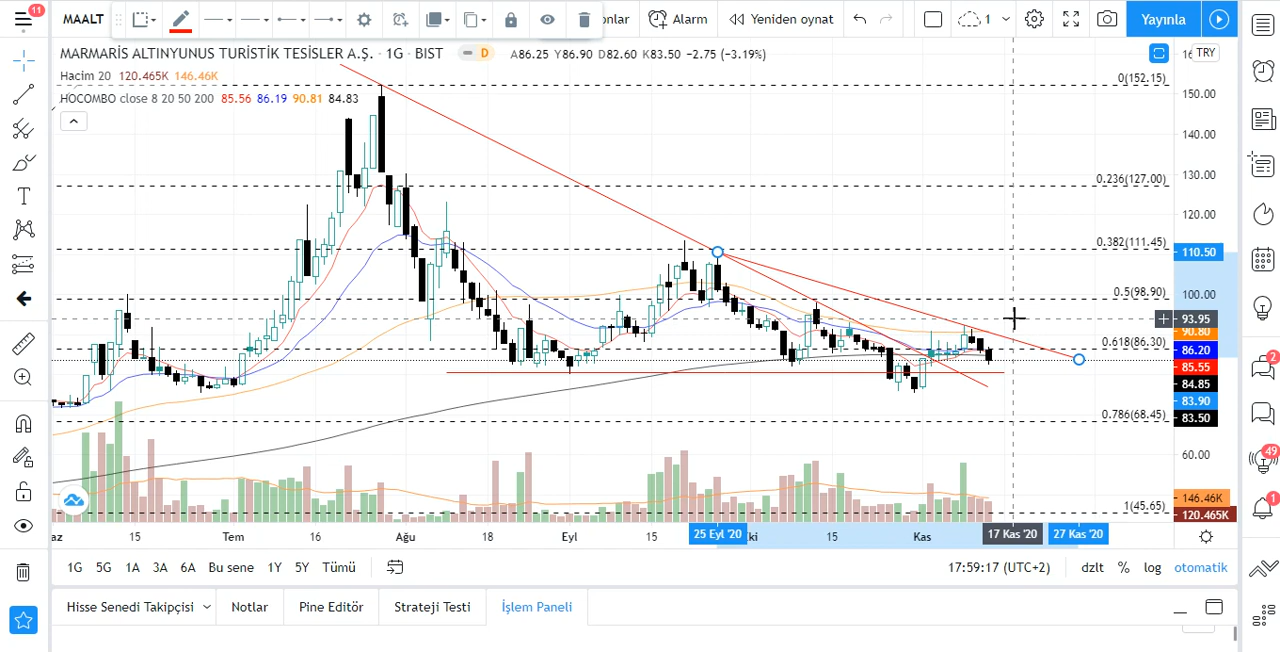 11
MAALT
onlar
Alarm
Yeniden oynat
1
Yayınla
MARMARİS ALTINYUNUS TURİSTİK TESİSLER A.Ş. · 1G · BIST
D
A86.25 Y86.90 D82.60 K83.50 −2.75 (−3.19%)
TRY
Hacim 20 120.465K 146.46K
HOCOMBO close 8 20 50 200 85.56 86.19 90.81 84.83
0(152.15)
150.00
140.00
0.236(127.00)
130.00
120.00
0.382(111.45)
110.50
0.5(98.90)
100.00
93.95
90.80
0.618(86.30)
86.20
85.55
84.85
83.90
83.50
0.786(68.45)
60.00
146.46K
1(45.65)
120.465K
az
15
Tem
16
Ağu
18
Eyl
15
25 Eyl '20
Eki
15
Kas
17 Kas '20
27 Kas '20
2
49
1
1G 5G 1A 3A 6A Bu sene 1Y 5Y Tümü
17:59:17 (UTC+2)
dzlt % log otomatik
Hisse Senedi Takipçisi
Notlar
Pine Editör
Strateji Testi
İşlem Paneli